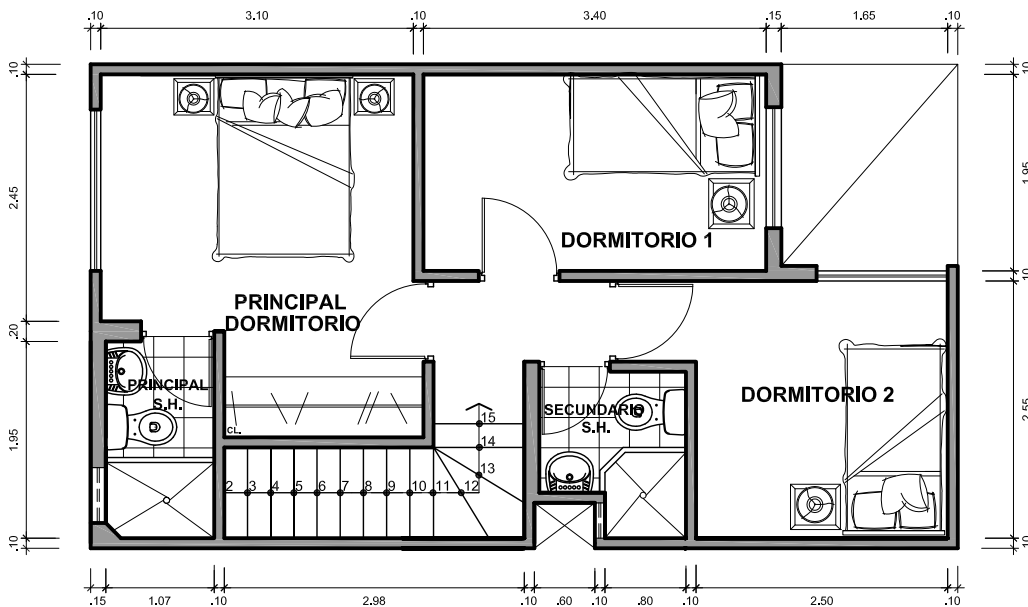 .10 3.10 .10 3.40 .15 1.65 .10
.10
2.45
.20
1.95
.10
.10
1.95
.10
2.55
.10
DORMITORIO 1
PRINCIPAL
DORMITORIO
PRINCIPAL
S.H.
SECUNDARIO
S.H.
DORMITORIO 2
CL.
15
14
13
2 3 4 5 6 7 8 9 10 11 12
.15 1.07 .10 2.98 .10 .60 .10 .80 .10 2.50 .10